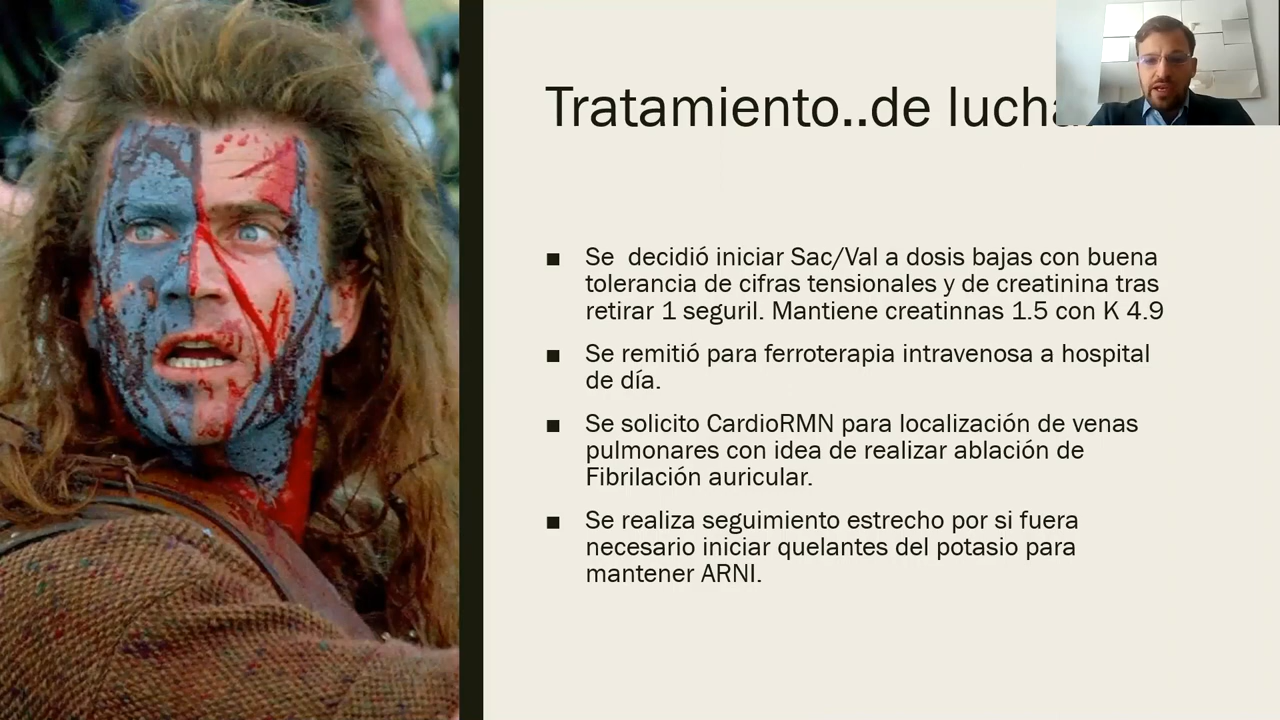 Tratamiento..de lucha
Se decidió iniciar Sac/Val a dosis bajas con buena
tolerancia de cifras tensionales y de creatinina tras
retirar 1 seguril. Mantiene creatinnas 1.5 con K 4.9
Se remitió para ferroterapia intravenosa a hospital
de día.
Se solicito CardioRMN para localización de venas
pulmonares con idea de realizar ablación de
Fibrilación auricular.
Se realiza seguimiento estrecho por si fuera
necesario iniciar quelantes del potasio para
mantener ARNI.